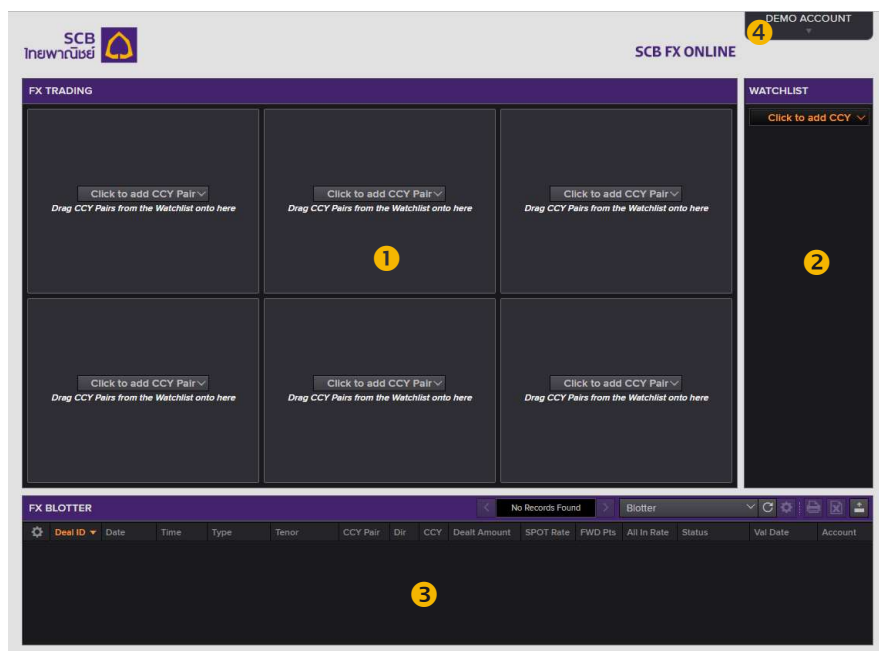 DEMO ACCOUNT
4
SCB
ไทยพาณิชย์
SCB FX ONLINE
FX TRADING
WATCHLIST
Click to add CCY
Click to add CCY Pair
Drag CCY Pairs from the Watchlist onto here
Click to add CCY Pair
Drag CCY Pairs from the Watchlist onto here
Click to add CCY Pair
Drag CCY Pairs from the Watchlist onto here
1
2
Click to add CCY Pair
Drag CCY Pairs from the Watchlist onto here
Click to add CCY Pair
Drag CCY Pairs from the Watchlist onto here
Click to add CCY Pair
Drag CCY Pairs from the Watchlist onto here
FX BLOTTER No Records Found Blotter
Deal ID Date Time Type Tenor CCY Pair Dir CCY Dealt Amount SPOT Rate FWD Pts All In Rate Status Val Date Account
3